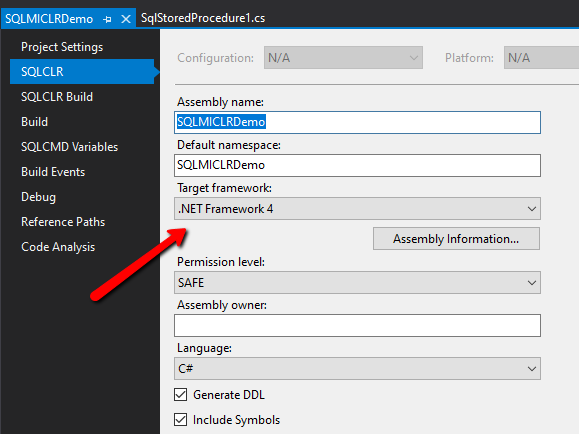 SQLMICLRDemo SqlStoredProcedure1.cs
Project Settings
SQLCLR
SQLCLR Build
Build
SQLCMD Variables
Build Events
Debug
Reference Paths
Code Analysis
Configuration: N/A Platform: N/A
Assembly name:
SQLMICLRDemo
Default namespace:
SQLMICLRDemo
Target framework:
.NET Framework 4
Assembly Information...
Permission level:
SAFE
Assembly owner:
Language:
C#
Generate DDL
Include Symbols